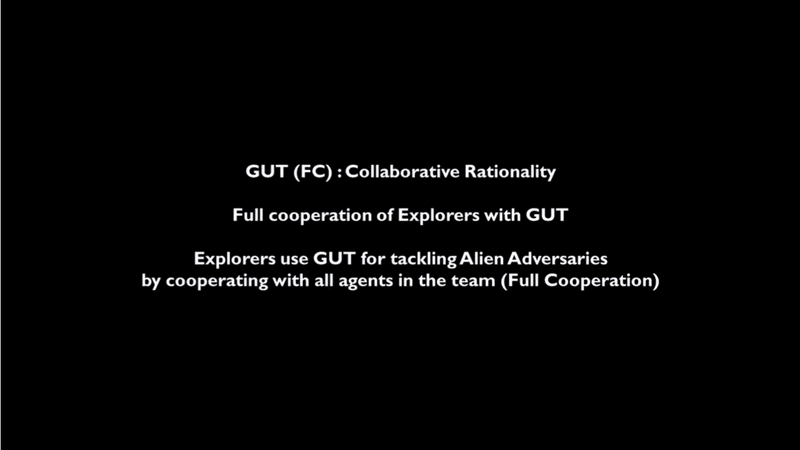 GUT (FC) : Collaborative Rationality
Full cooperation of Explorers with GUT
Explorers use GUT for tackling Alien Adversaries
by cooperating with all agents in the team (Full Cooperation)